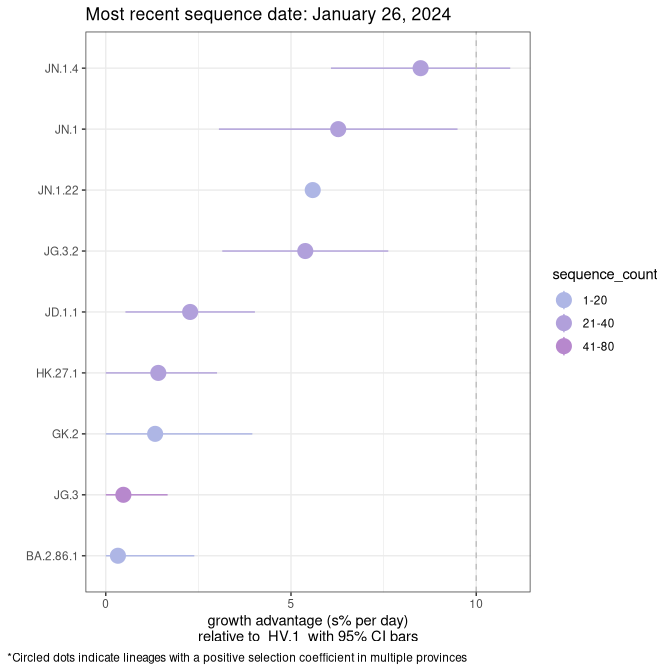 Most recent sequence date: January 26, 2024
JN.1.4
JN.1
JN.1.22
JG.3.2
JD.1.1
HK.27.1
GK.2
JG.3
BA.2.86.1
0 5 10
growth advantage (s% per day)
relative to  HV.1  with 95% CI bars
sequence_count
1-20
21-40
41-80
*Circled dots indicate lineages with a positive selection coefficient in multiple provinces